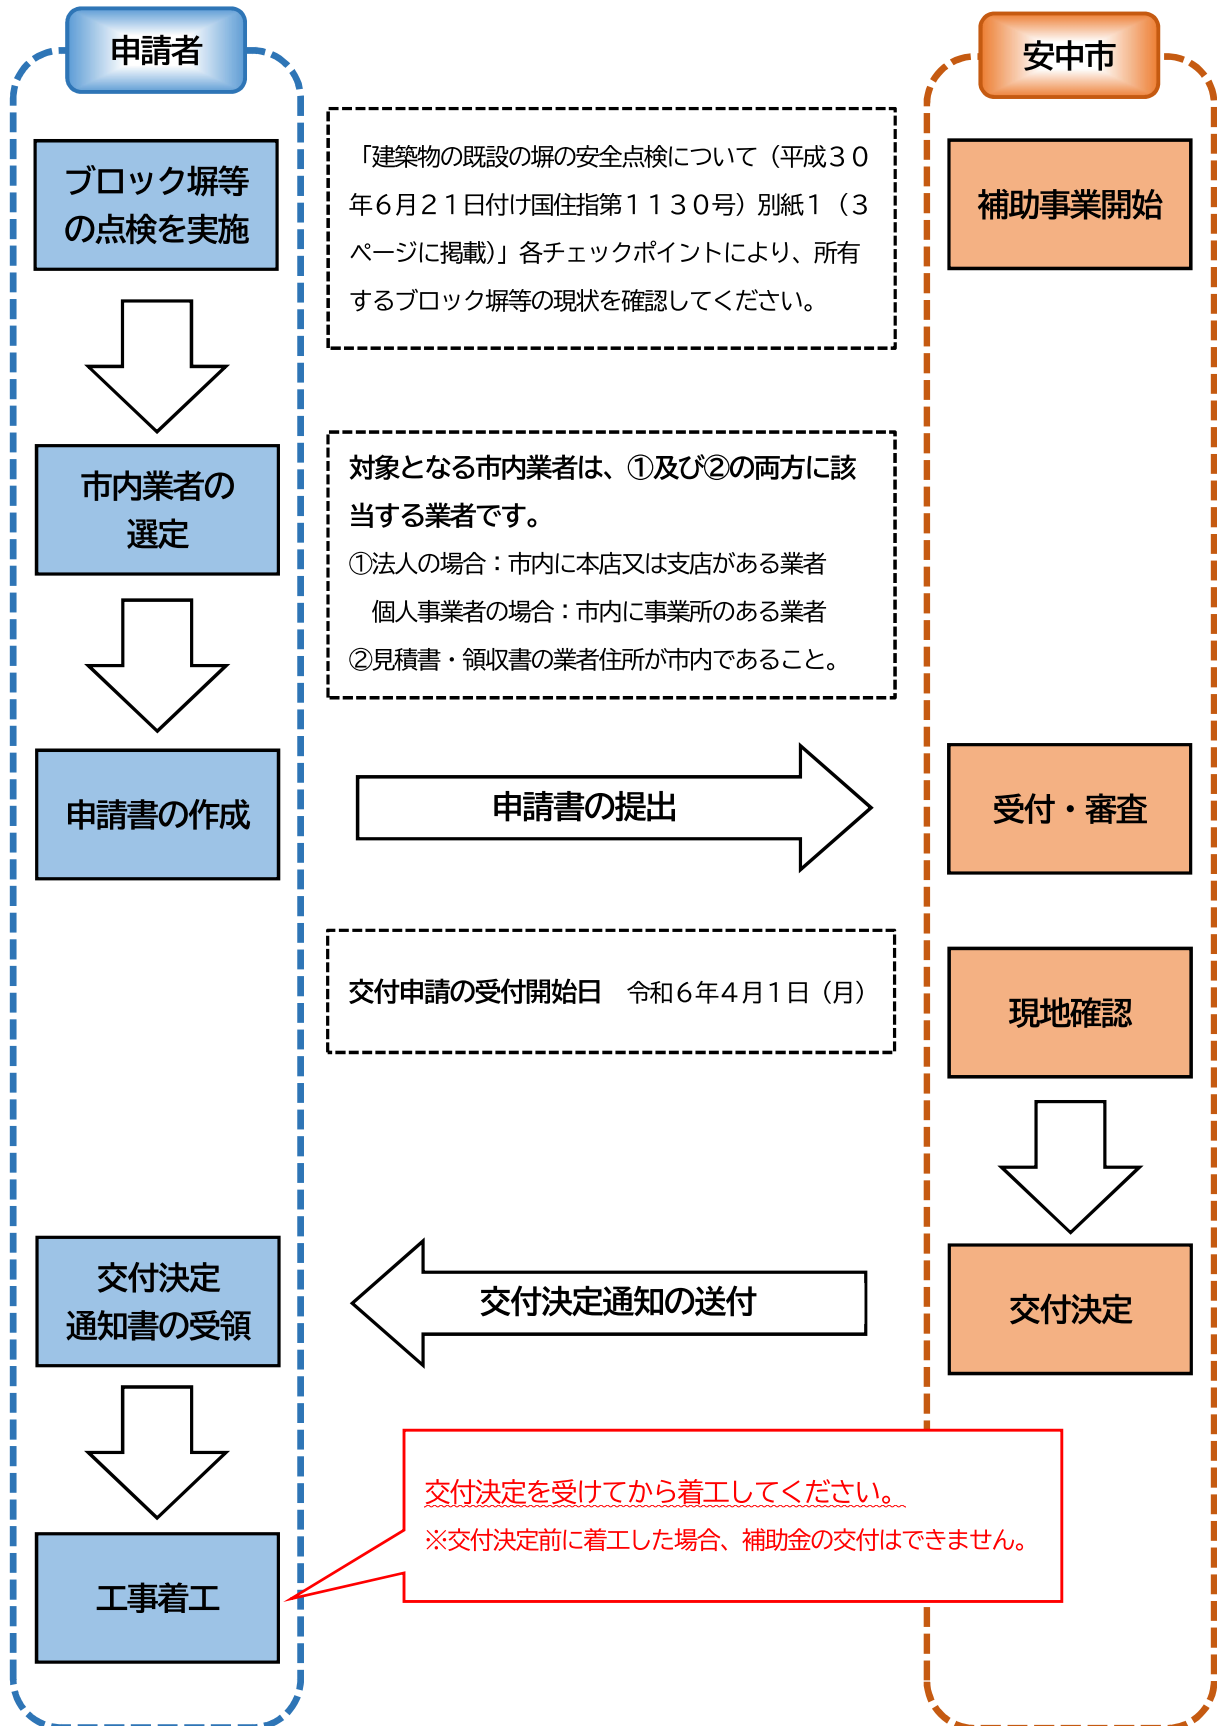 申請者
安中市
ブロック塀等
の点検を実施
「建築物の既設の塀の安全点検について（平成３０
年６月２１日付け国住指第１１３０号）別紙１（３
ページに掲載）」各チェックポイントにより、所有
するブロック塀等の現状を確認してください。
補助事業開始
市内業者の
選定
対象となる市内業者は、①及び②の両方に該
当する業者です。
①法人の場合：市内に本店又は支店がある業者
個人事業者の場合：市内に事業所のある業者
②見積書・領収書の業者住所が市内であること。
申請書の作成
申請書の提出
受付・審査
交付申請の受付開始日　令和６年４月１日（月）
現地確認
交付決定
通知書の受領
交付決定通知の送付
交付決定
交付決定を受けてから着工してください。
※交付決定前に着工した場合、補助金の交付はできません。
工事着工